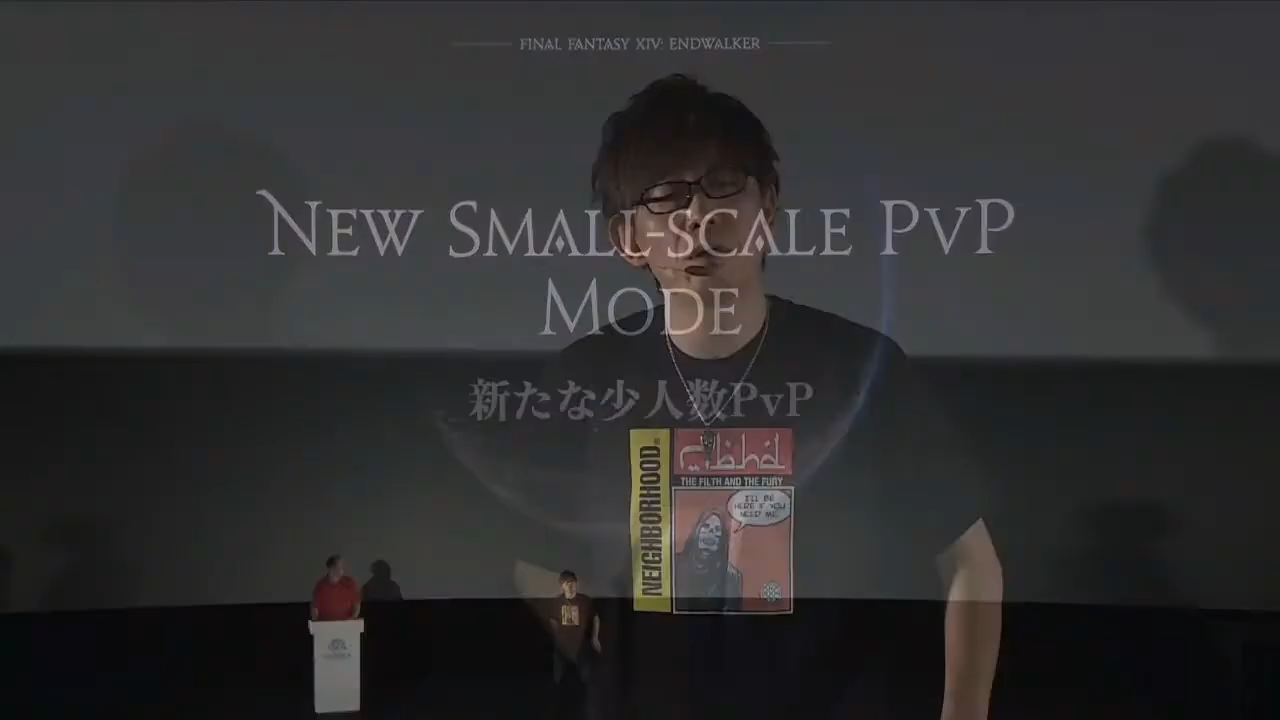 FINAL FANTASY XIV: ENDWALKER
NEW SMALL-SCALE PVP
MODE
新たな少人数PvP
NEIGHBORHOOD
nbhd
THE FILTH AND THE FURY
I'LL BE
HERE IF YOU
NEED ME.